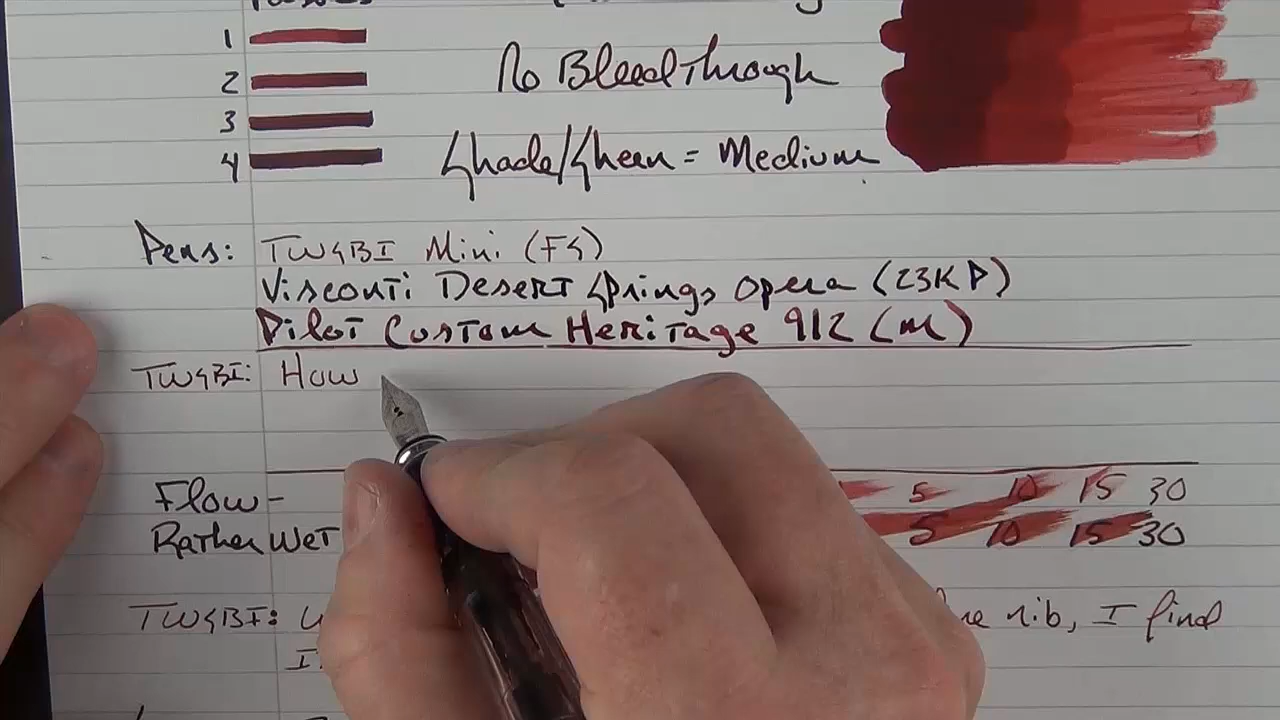 1
2
No Bleedthrough
3
4
Shade/Sheen = Medium
Pens: TWSBI Mini (FS)
Visconti Desert Springs Opera (23KP)
Pilot Custom Heritage 912 (M)
TWSBI: How
Flow- 5 10 15 30
Rather Wet 5 10 15 30
TWSBI: nib, I find